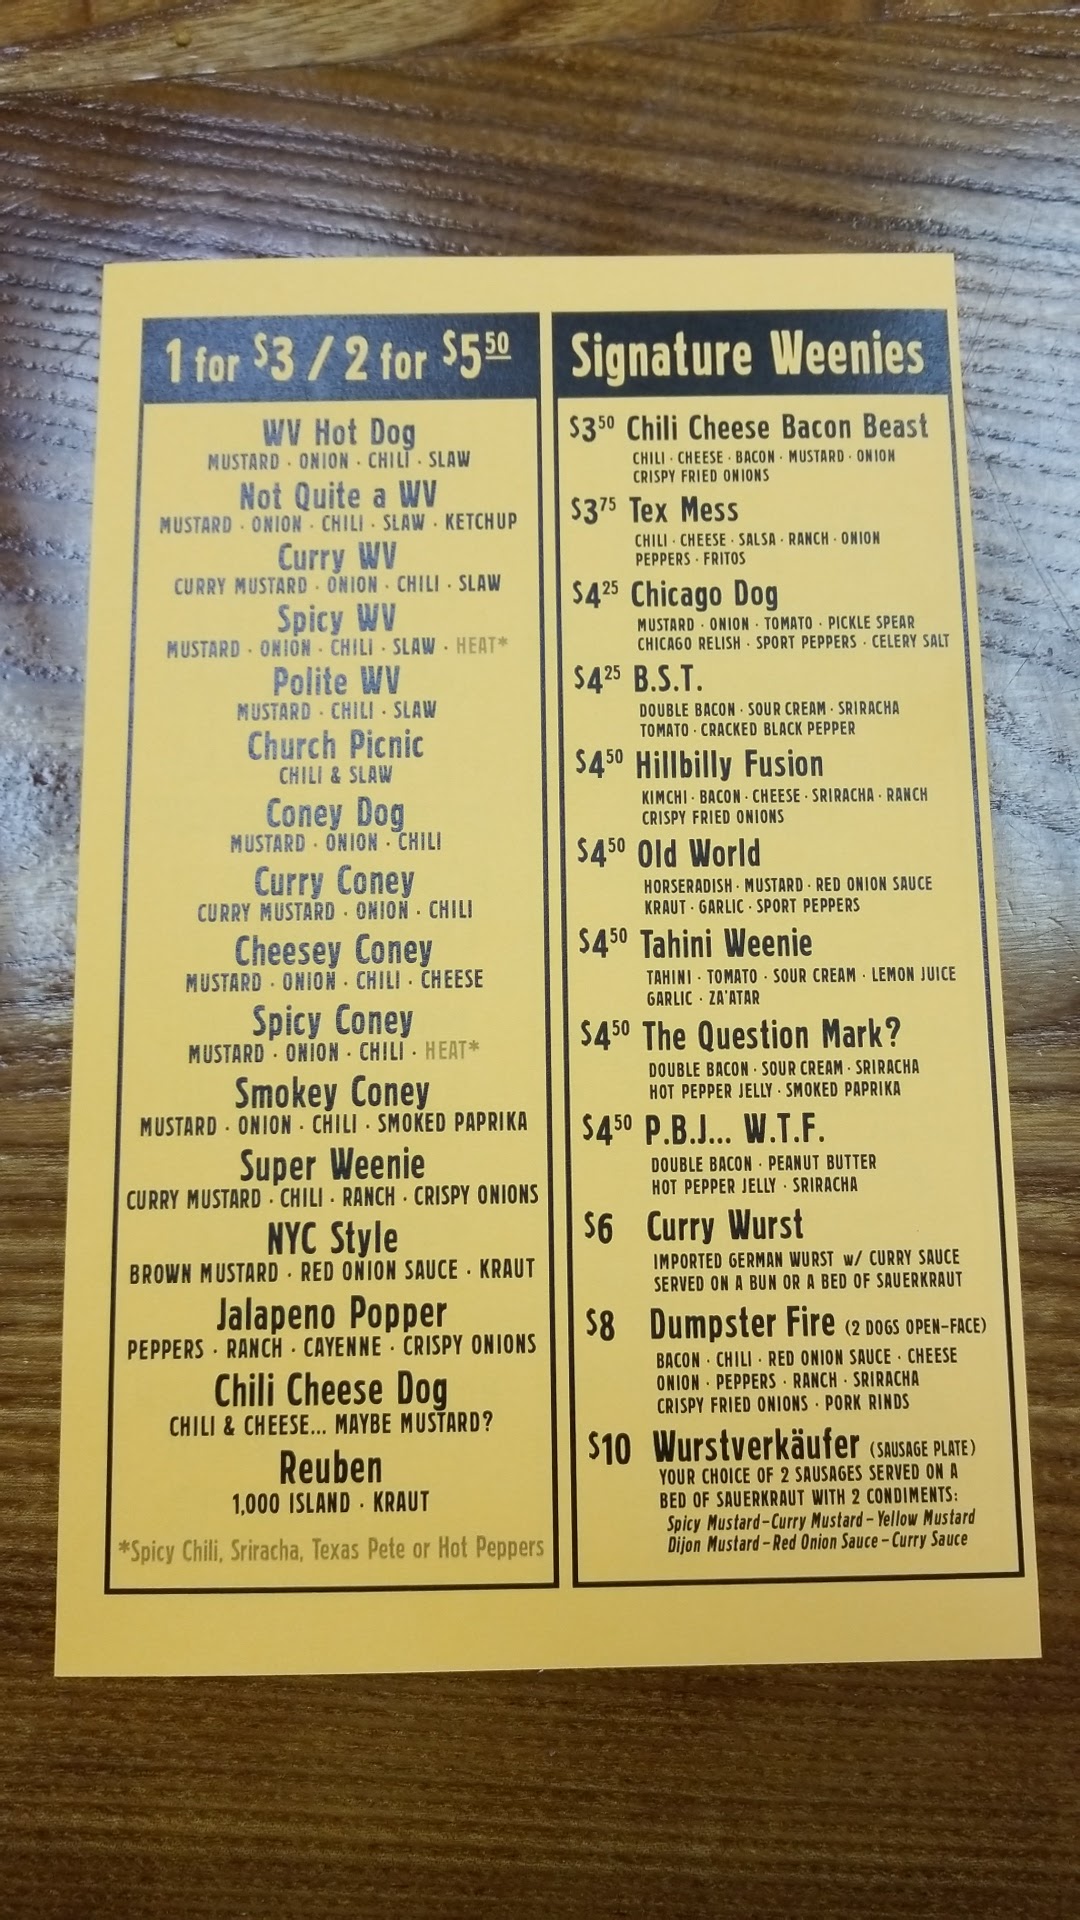 1 for $3 / 2 for $5 50
WV Hot Dog
MUSTARD · ONION · CHILI · SLAW
Not Quite a WV
MUSTARD · ONION · CHILI · SLAW · KETCHUP
Curry WV
CURRY MUSTARD · ONION · CHILI · SLAW
Spicy WV
MUSTARD · ONION · CHILI · SLAW · HEAT*
Polite WV
MUSTARD · CHILI · SLAW
Church Picnic
CHILI & SLAW
Coney Dog
MUSTARD · ONION · CHILI
Curry Coney
CURRY MUSTARD · ONION · CHILI
Cheesey Coney
MUSTARD · ONION · CHILI · CHEESE
Spicy Coney
MUSTARD · ONION · CHILI · HEAT*
Smokey Coney
MUSTARD · ONION · CHILI · SMOKED PAPRIKA
Super Weenie
CURRY MUSTARD · CHILI · RANCH · CRISPY ONIONS
NYC Style
BROWN MUSTARD · RED ONION SAUCE · KRAUT
Jalapeno Popper
PEPPERS · RANCH · CAYENNE · CRISPY ONIONS
Chili Cheese Dog
CHILI & CHEESE... MAYBE MUSTARD?
Reuben
1,000 ISLAND · KRAUT
*Spicy Chili, Sriracha, Texas Pete or Hot Peppers
Signature Weenies
$3 50 Chili Cheese Bacon Beast
CHILI · CHEESE · BACON · MUSTARD · ONION
CRISPY FRIED ONIONS
$3 75 Tex Mess
CHILI · CHEESE · SALSA · RANCH · ONION
PEPPERS · FRITOS
$4 25 Chicago Dog
MUSTARD · ONION · TOMATO · PICKLE SPEAR
CHICAGO RELISH · SPORT PEPPERS · CELERY SALT
$4 25 B.S.T.
DOUBLE BACON · SOUR CREAM · SRIRACHA
TOMATO · CRACKED BLACK PEPPER
$4 50 Hillbilly Fusion
KIMCHI · BACON · CHEESE · SRIRACHA · RANCH
CRISPY FRIED ONIONS
$4 50 Old World
HORSERADISH · MUSTARD · RED ONION SAUCE
KRAUT · GARLIC · SPORT PEPPERS
$4 50 Tahini Weenie
TAHINI · TOMATO · SOUR CREAM · LEMON JUICE
GARLIC · ZA'ATAR
$4 50 The Question Mark?
DOUBLE BACON · SOUR CREAM · SRIRACHA
HOT PEPPER JELLY · SMOKED PAPRIKA
$4 50 P.B.J... W.T.F.
DOUBLE BACON · PEANUT BUTTER
HOT PEPPER JELLY · SRIRACHA
$6 Curry Wurst
IMPORTED GERMAN WURST w/ CURRY SAUCE
SERVED ON A BUN OR A BED OF SAUERKRAUT
$8 Dumpster Fire (2 DOGS OPEN-FACE)
BACON · CHILI · RED ONION SAUCE · CHEESE
ONION · PEPPERS · RANCH · SRIRACHA
CRISPY FRIED ONIONS · PORK RINDS
$10 Wurstverkäufer (SAUSAGE PLATE)
YOUR CHOICE OF 2 SAUSAGES SERVED ON A
BED OF SAUERKRAUT WITH 2 CONDIMENTS:
Spicy Mustard-Curry Mustard-Yellow Mustard
Dijon Mustard-Red Onion Sauce-Curry Sauce